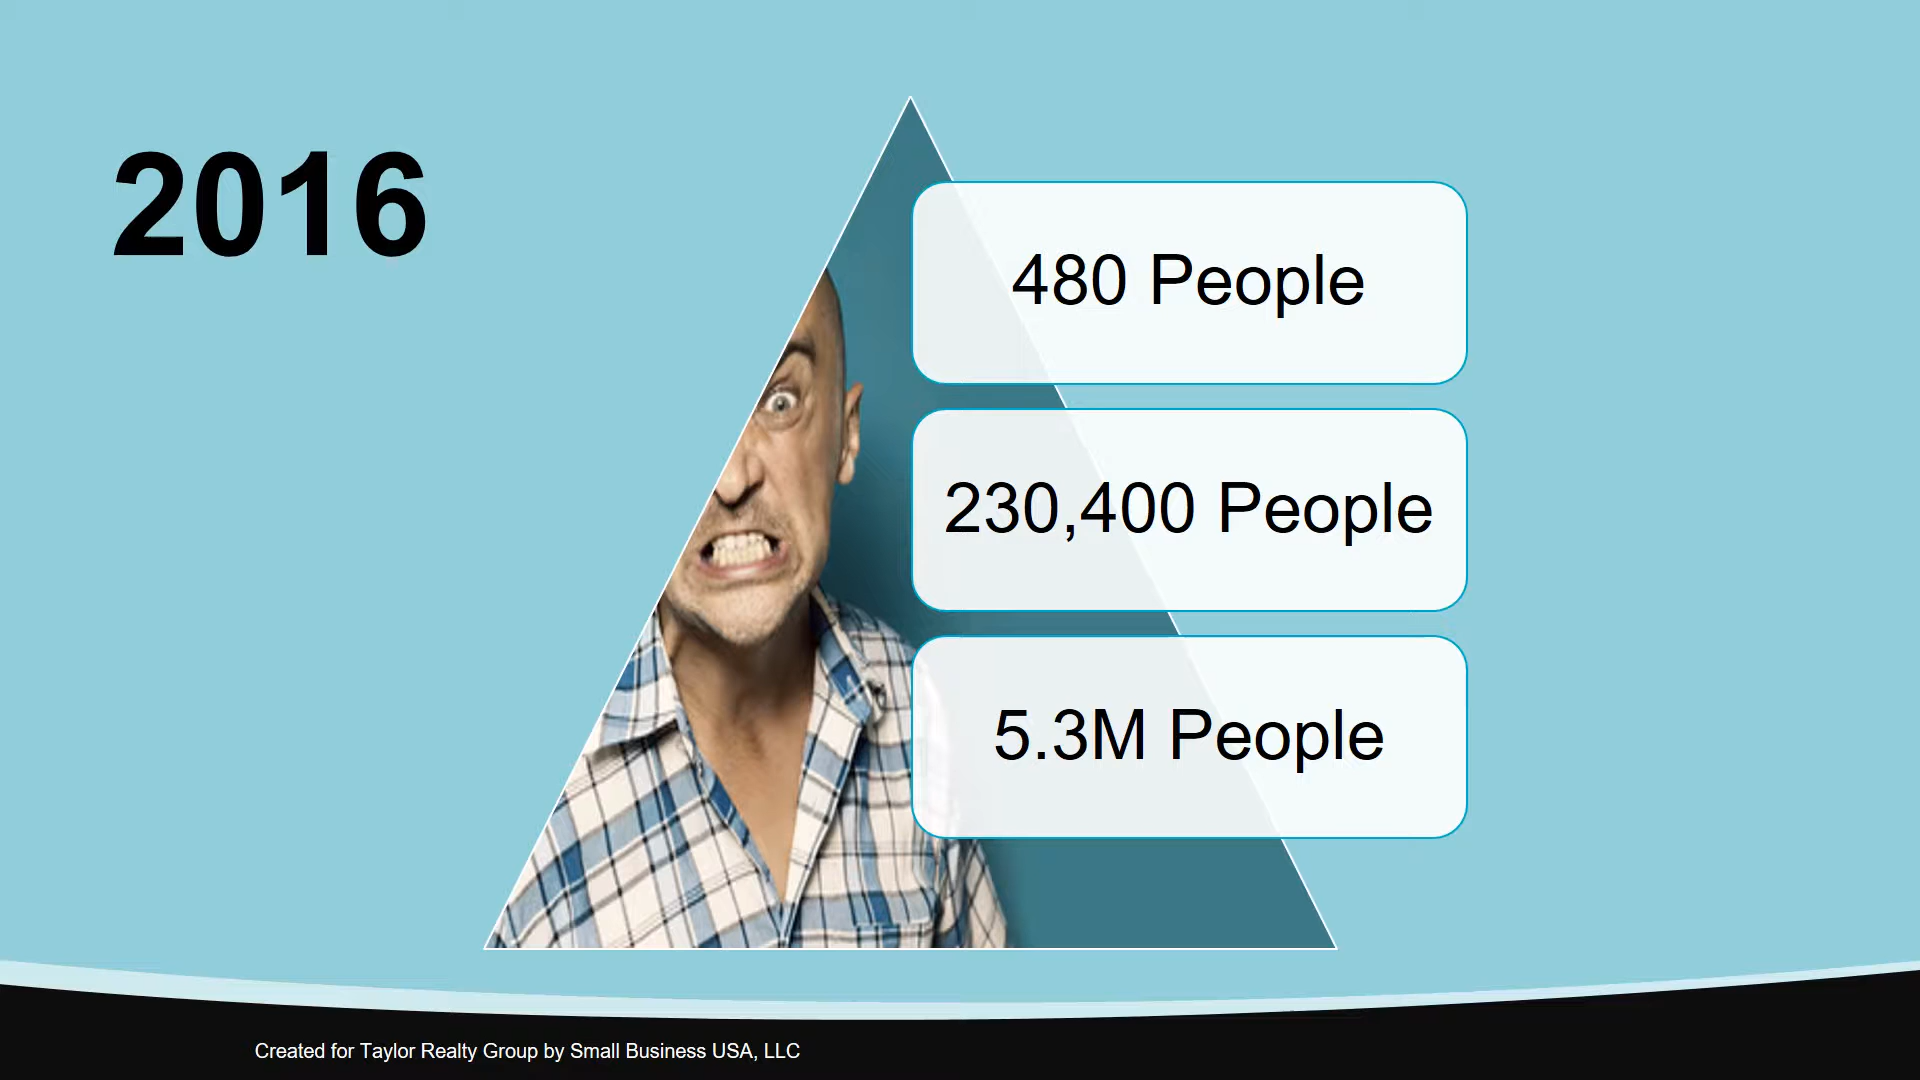 2016
480 People
230,400 People
5.3M People
Created for Taylor Realty Group by Small Business USA, LLC